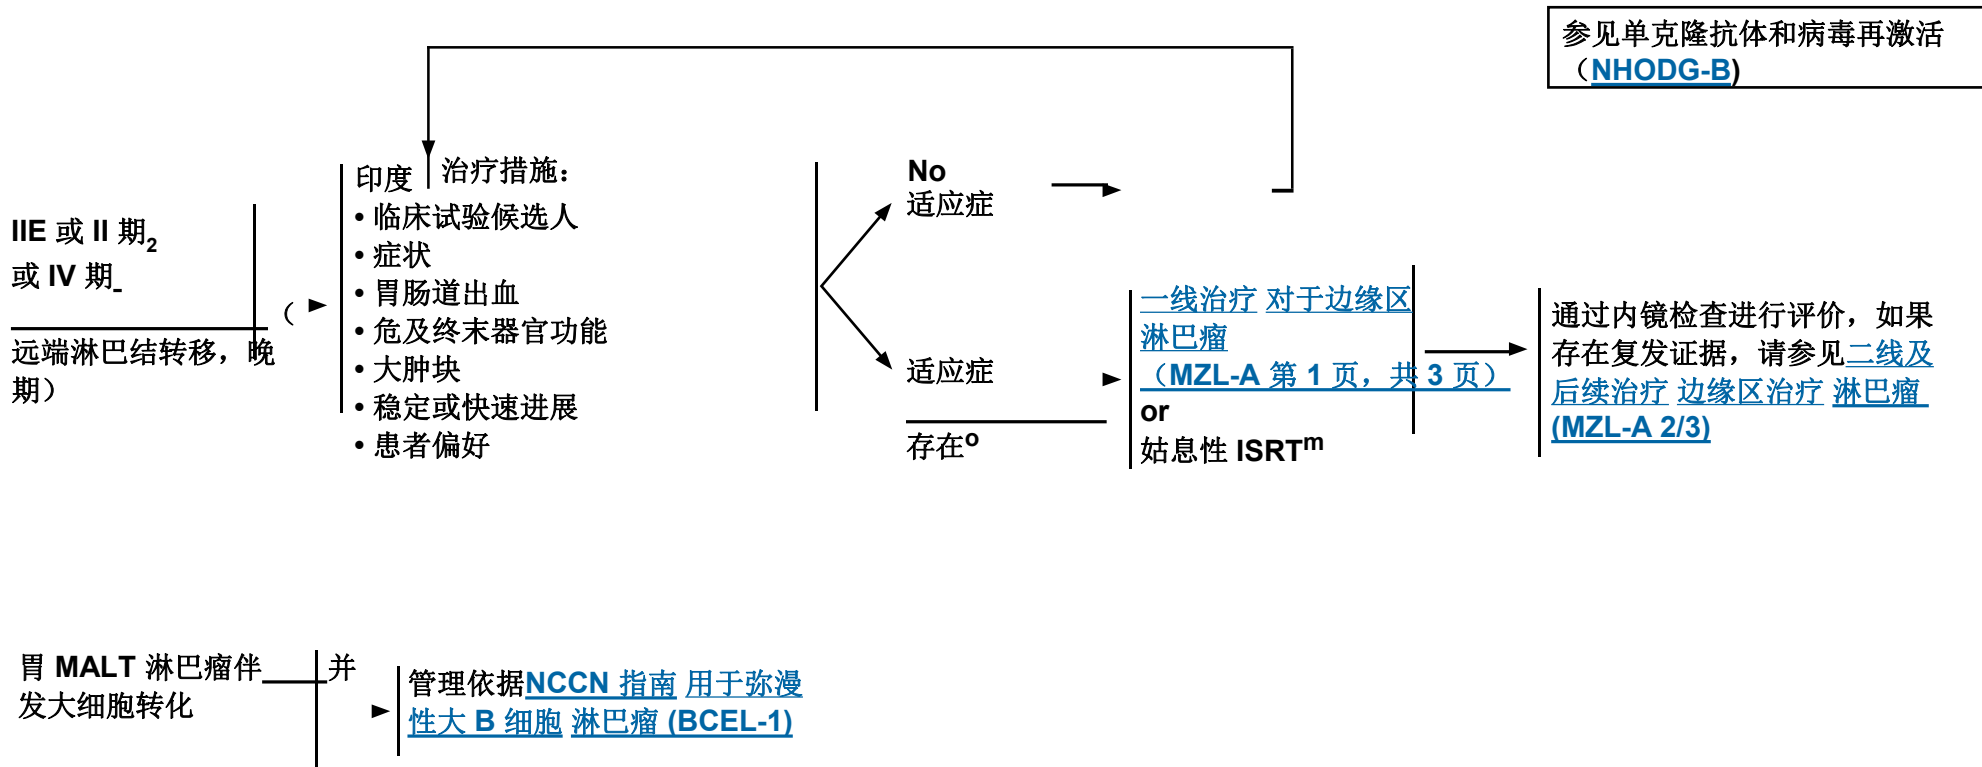 参见单克隆抗体和病毒再激活
（NHODG-B)
IIE 或 II 期2
或 IV 期-
（
远端淋巴结转移，晚
期）
印度 治疗措施：
• 临床试验候选人
• 症状
• 胃肠道出血
• 危及终末器官功能
• 大肿块
• 稳定或快速进展
• 患者偏好
No
适应症
适应症
存在o
一线治疗 对于边缘区
淋巴瘤
（MZL-A 第 1 页，共 3 页）
or
姑息性 ISRTm
通过内镜检查进行评价，如果
存在复发证据，请参见二线及
后续治疗 边缘区治疗 淋巴瘤
(MZL-A 2/3)
胃 MALT 淋巴瘤伴 并
发大细胞转化
管理依据NCCN 指南 用于弥漫
性大 B 细胞 淋巴瘤 (BCEL-1)